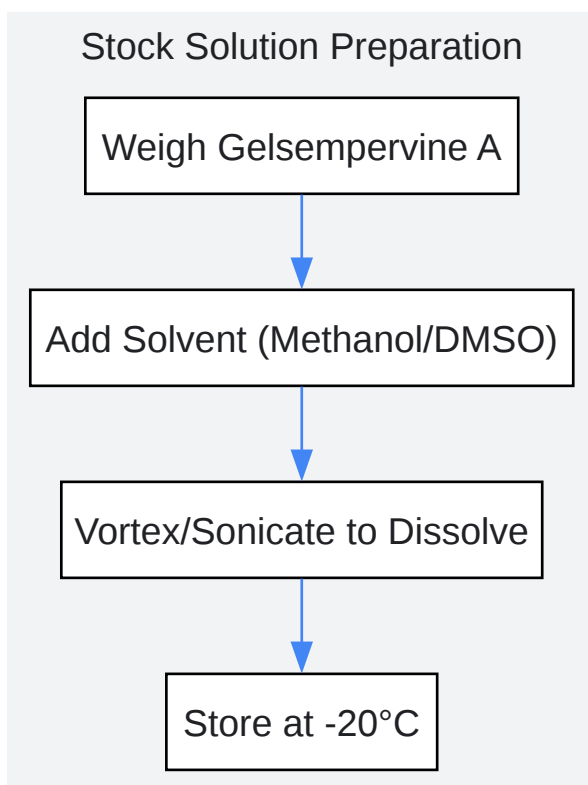 Stock Solution Preparation
Weigh Gelsempervine A
Add Solvent (Methanol/DMSO)
Vortex/Sonicate to Dissolve
Store at -20°C